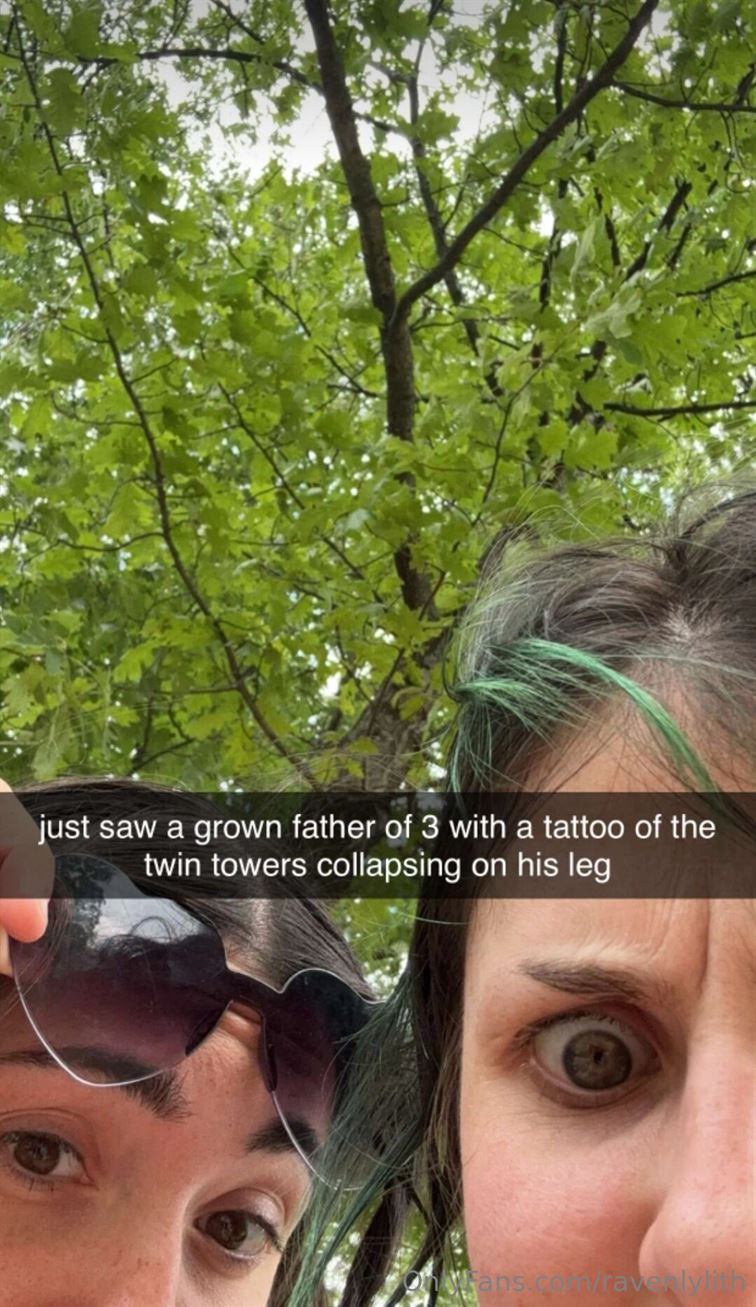 just saw a grown father of 3 with a tattoo of the
twin towers collapsing on his leg
OnlyFans.com/ravenlylith